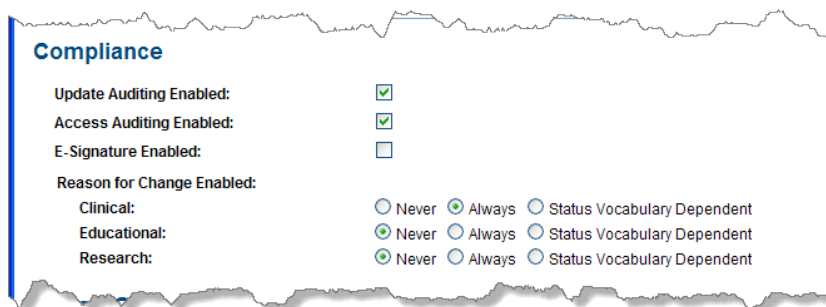 Compliance
Update Auditing Enabled:
Access Auditing Enabled:
E-Signature Enabled:
Reason for Change Enabled:
Clinical: Never Always Status Vocabulary Dependent
Educational: Never Always Status Vocabulary Dependent
Research: Never Always Status Vocabulary Dependent